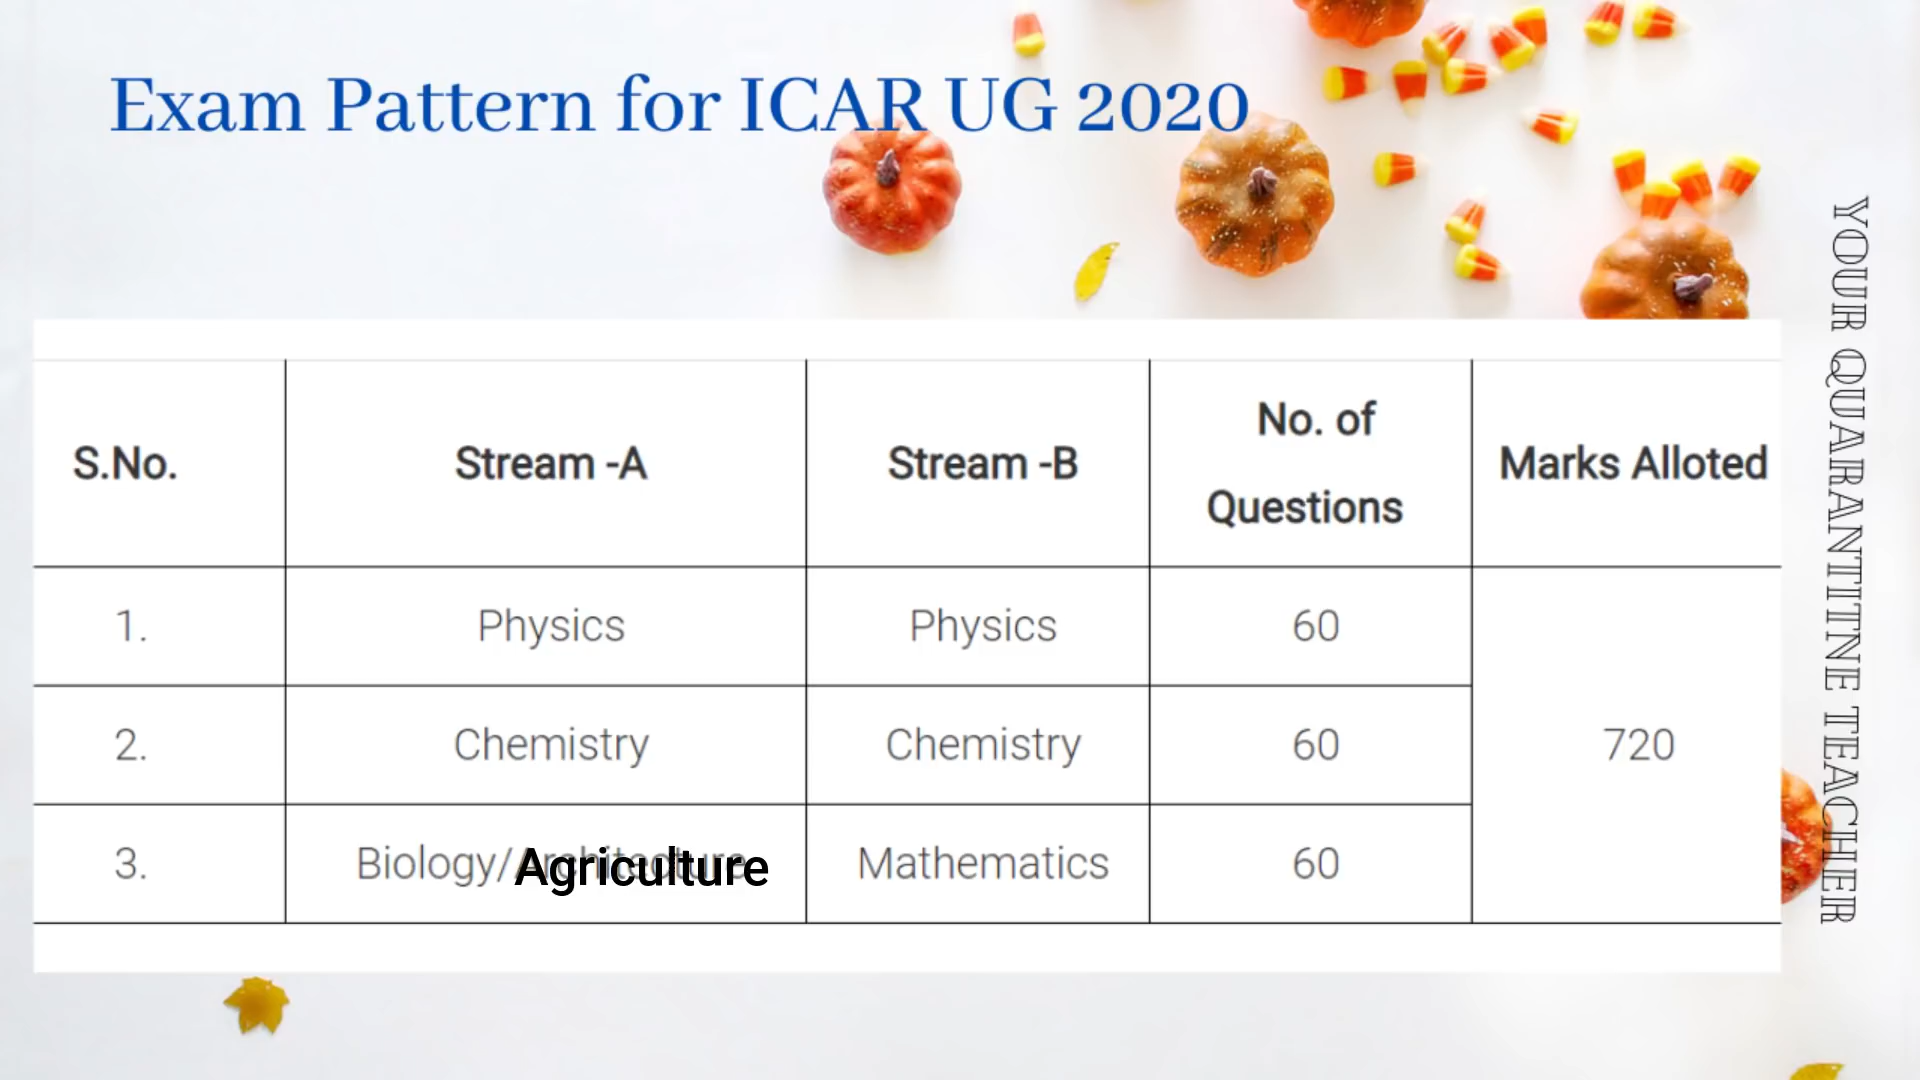 Exam Pattern for ICAR UG 2020
S.No. Stream -A Stream -B No. of Questions Marks Alloted
1. Physics Physics 60
2. Chemistry Chemistry 60 720
3. Biology/Agriculture Mathematics 60
YOUR QUARANTITNE TEACHER